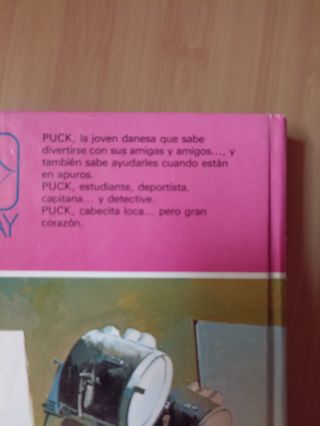 PUCK, la joven danesa que sabe
divertirse con sus amigas y amigos..., y
también sabe ayudarles cuando están
en apuros.
PUCK, estudiante, deportista,
capitana... y detective.
PUCK, cabecita loca... pero gran
corazón.
AY